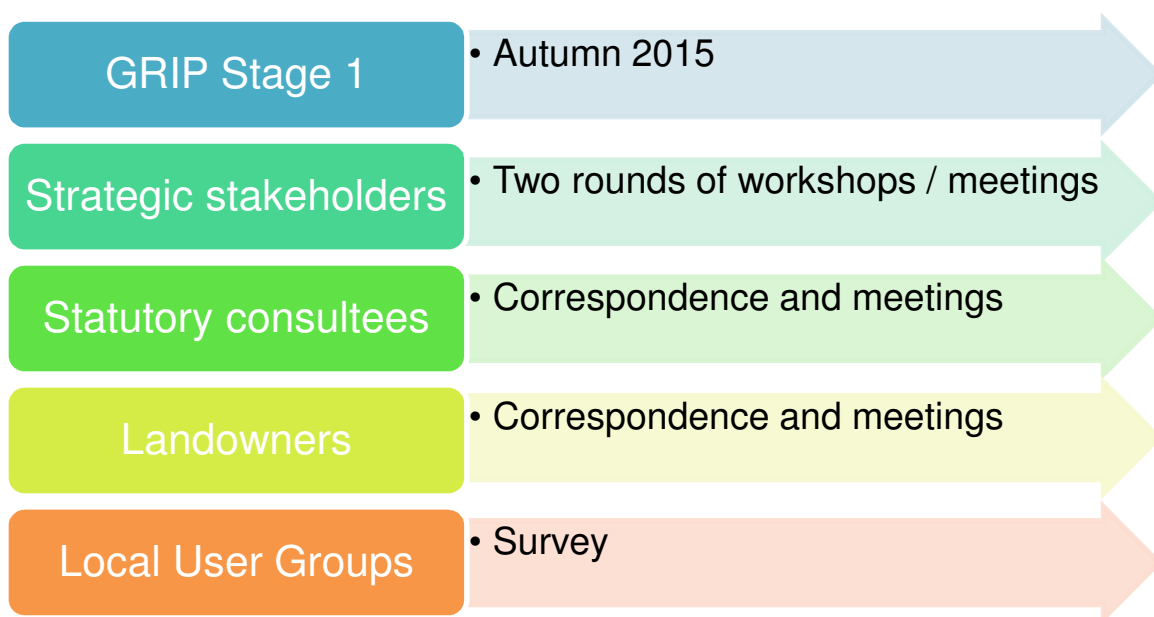 GRIP Stage 1
• Autumn 2015
Strategic stakeholders
• Two rounds of workshops / meetings
Statutory consultees
• Correspondence and meetings
Landowners
• Correspondence and meetings
Local User Groups
• Survey